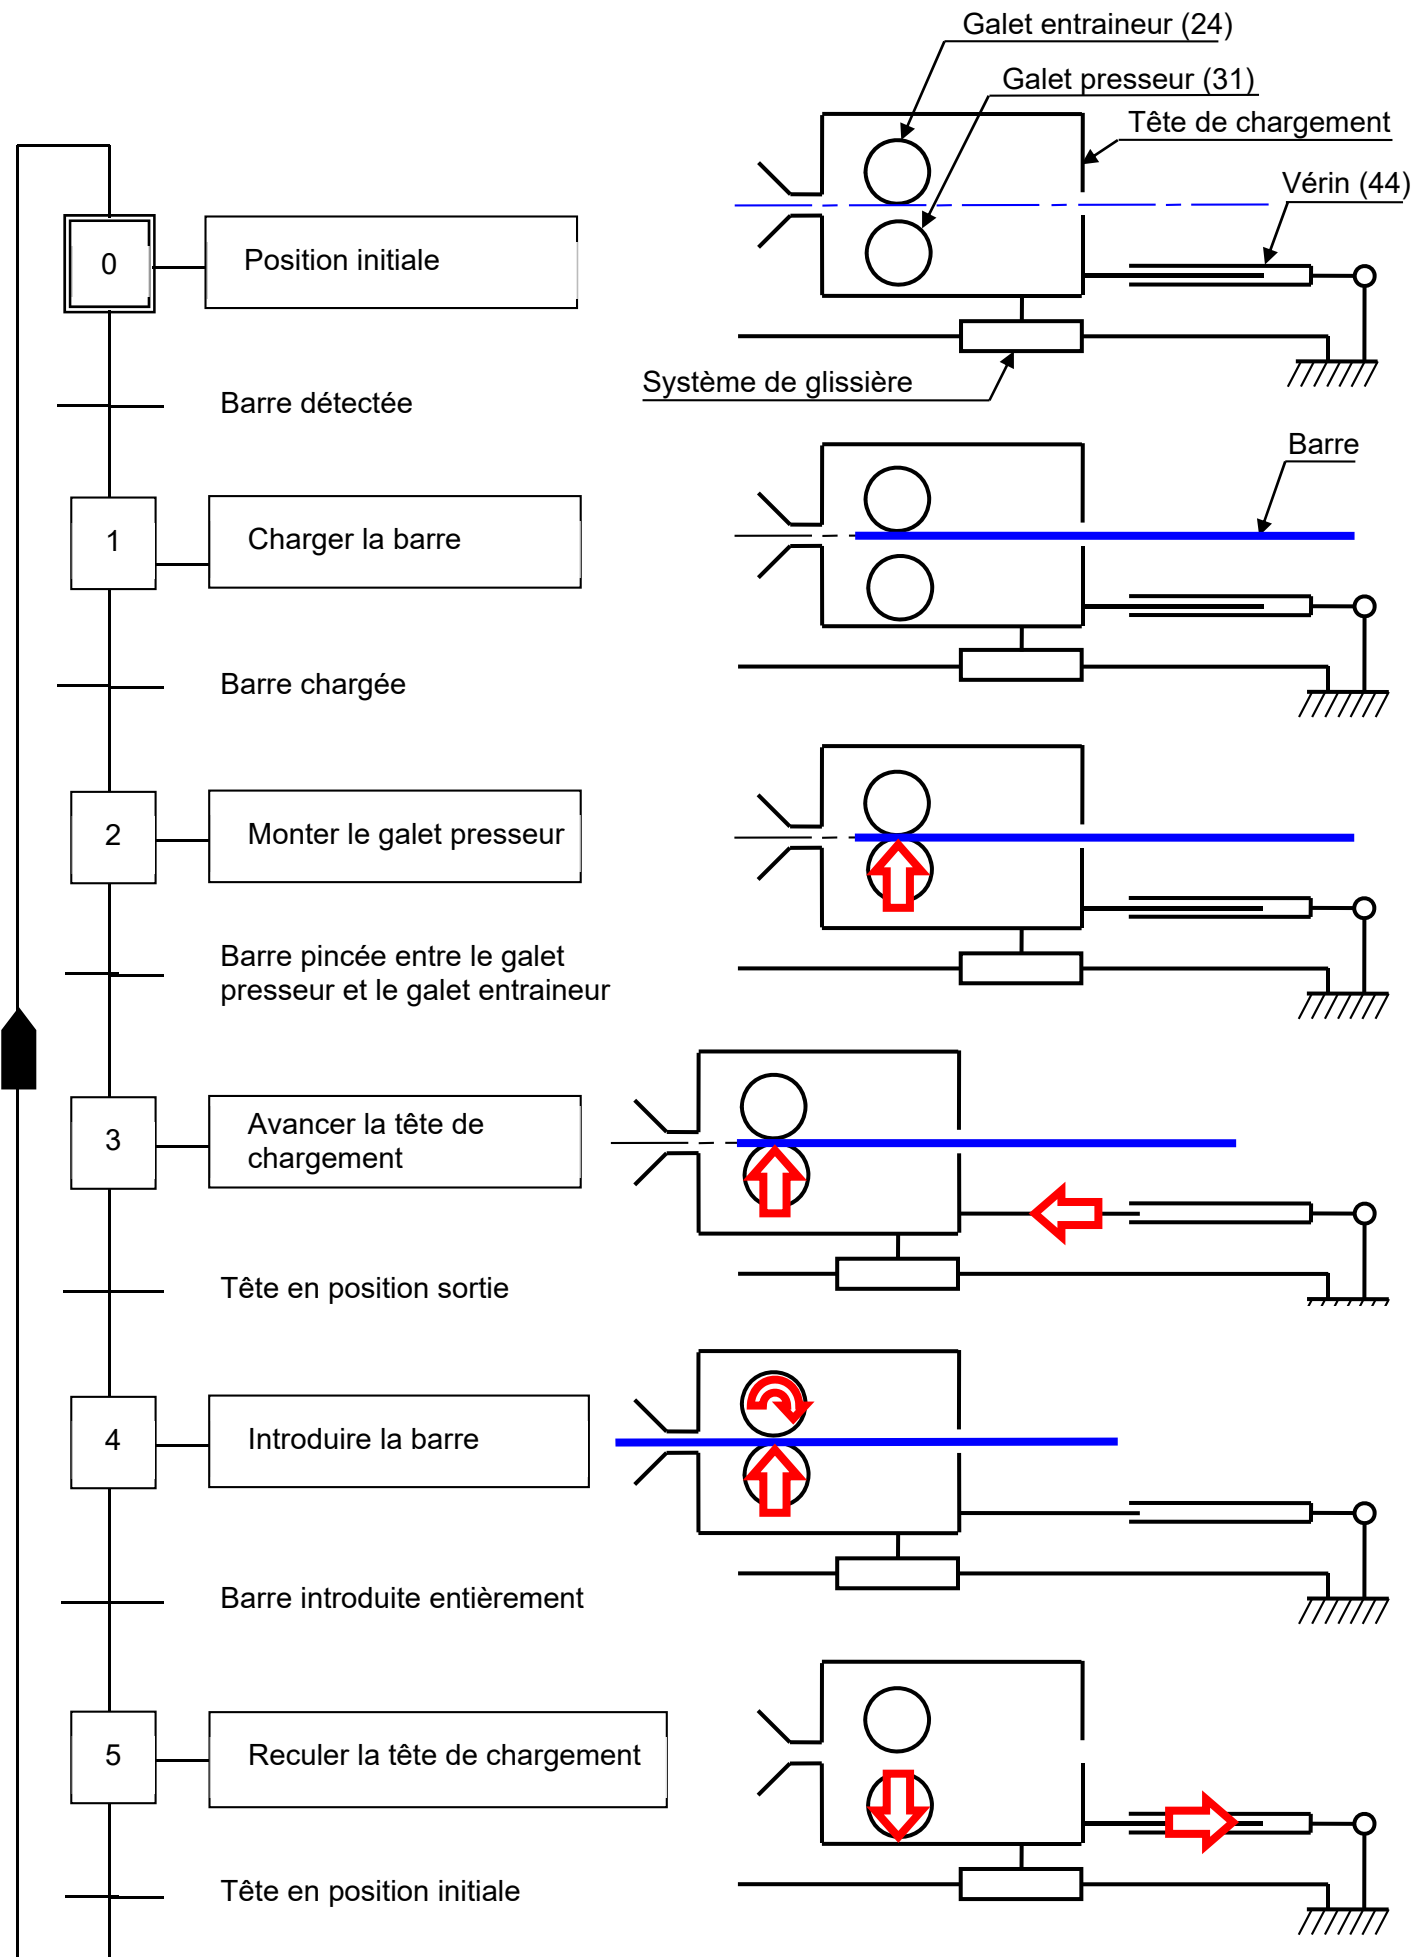 Galet entraineur (24)
Galet presseur (31)
Tête de chargement
Vérin (44)
0
Position initiale
Système de glissière
Barre détectée
Barre
1
Charger la barre
Barre chargée
2
Monter le galet presseur
Barre pincée entre le galet
presseur et le galet entraineur
3
Avancer la tête de
chargement
Tête en position sortie
4
Introduire la barre
Barre introduite entièrement
5
Reculer la tête de chargement
Tête en position initiale